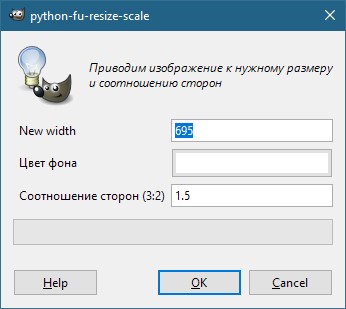 python-fu-resize-scale
Приводим изображение к нужному размеру
и соотношению сторон
New width
695
Цвет фона
Соотношение сторон (3:2)
1.5
Help
OK
Cancel